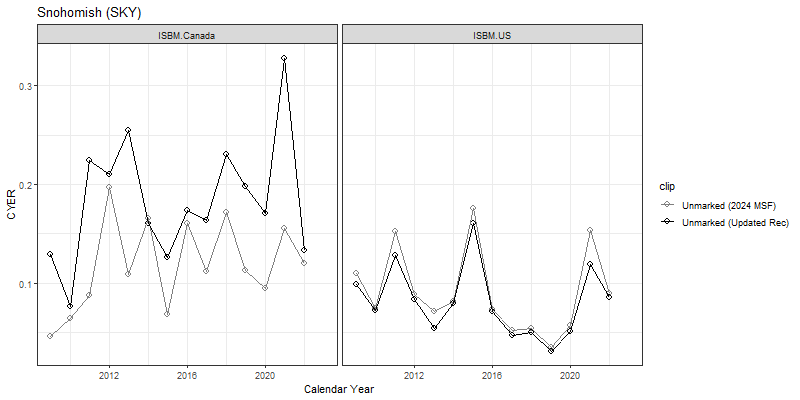 Snohomish (SKY)
ISBM.Canada
ISBM.US
0.3
0.2
0.1
CYER
2012
2016
2020
2012
2016
2020
Calendar Year
clip
Unmarked (2024 MSF)
Unmarked (Updated Rec)